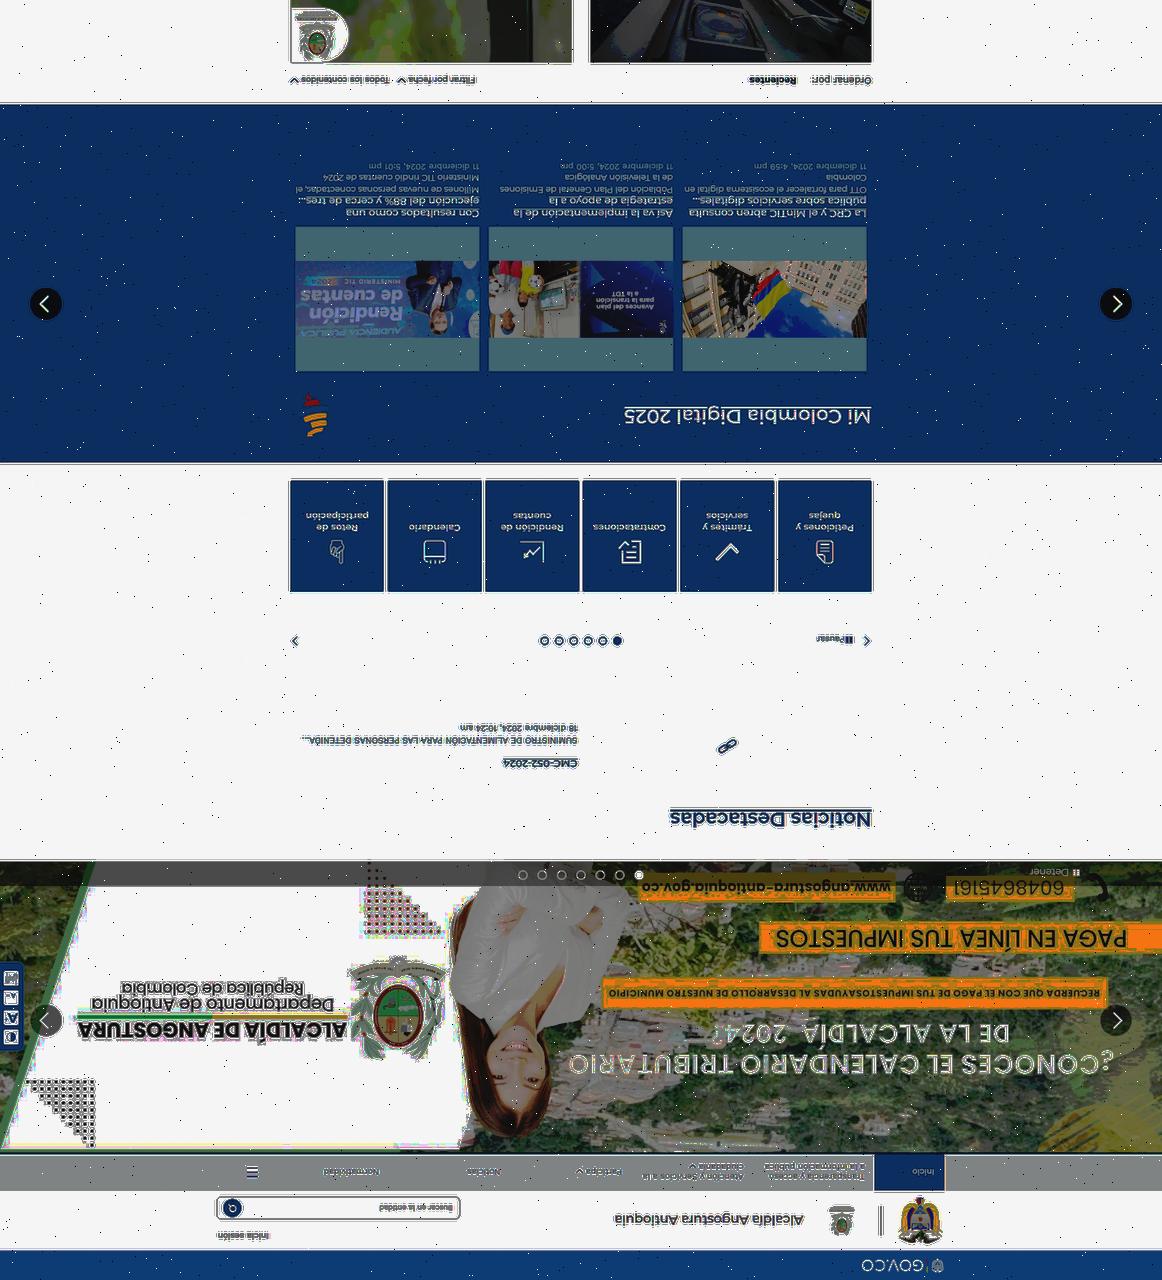 GOV.CO
Alcaldía Angostura Antioquia
Inicia sesión
Buscar en la entidad
Inicio
Transparencia y acceso a
la información pública
Atención y Servicios a la
ciudadanía
Participa
Noticias
Normatividad
¿CONOCES EL CALENDARIO TRIBUTARIO
DE LA ALCALDÍA 2024?
RECUERDA QUE CON EL PAGO DE TUS IMPUESTOS AYUDAS AL DESARROLLO DE NUESTRO MUNICIPIO
PAGA EN LÍNEA TUS IMPUESTOS
6048645161
www.angostura-antioquia.gov.co
Detener
ALCALDÍA DE ANGOSTURA
Departamento de Antioquia
República de Colombia
Noticias Destacadas
CMC-052-2024
SUMINISTRO DE ALIMENTACIÓN PARA LAS PERSONAS DETENIDA...
18 diciembre 2024, 10:24 am
Pausar
Peticiones y
quejas
Trámites y
servicios
Contrataciones
Rendición de
cuentas
Calendario
Retos de
participación
Mi Colombia Digital 2025
Avances del plan
para la transición
a la TDT
AUDIENCIA PÚBLICA
Rendición
de cuentas
MINISTERIO TIC 2024
La CRC y el MinTIC abren consulta
pública sobre servicios digitales...
OTT para fortalecer el ecosistema digital en
Colombia
11 diciembre 2024, 4:59 pm
Así va la implementación de la
estrategia de apoyo a la
Población del Plan General de Emisiones
de la Televisión Analógica
11 diciembre 2024, 5:00 pm
Con resultados como una
ejecución del 88% y cerca de tres...
Millones de nuevas personas conectadas, el
Ministerio TIC rindió cuentas de 2024
11 diciembre 2024, 5:01 pm
Ordenar por:
Recientes
Filtrar por fecha
Todos los contenidos